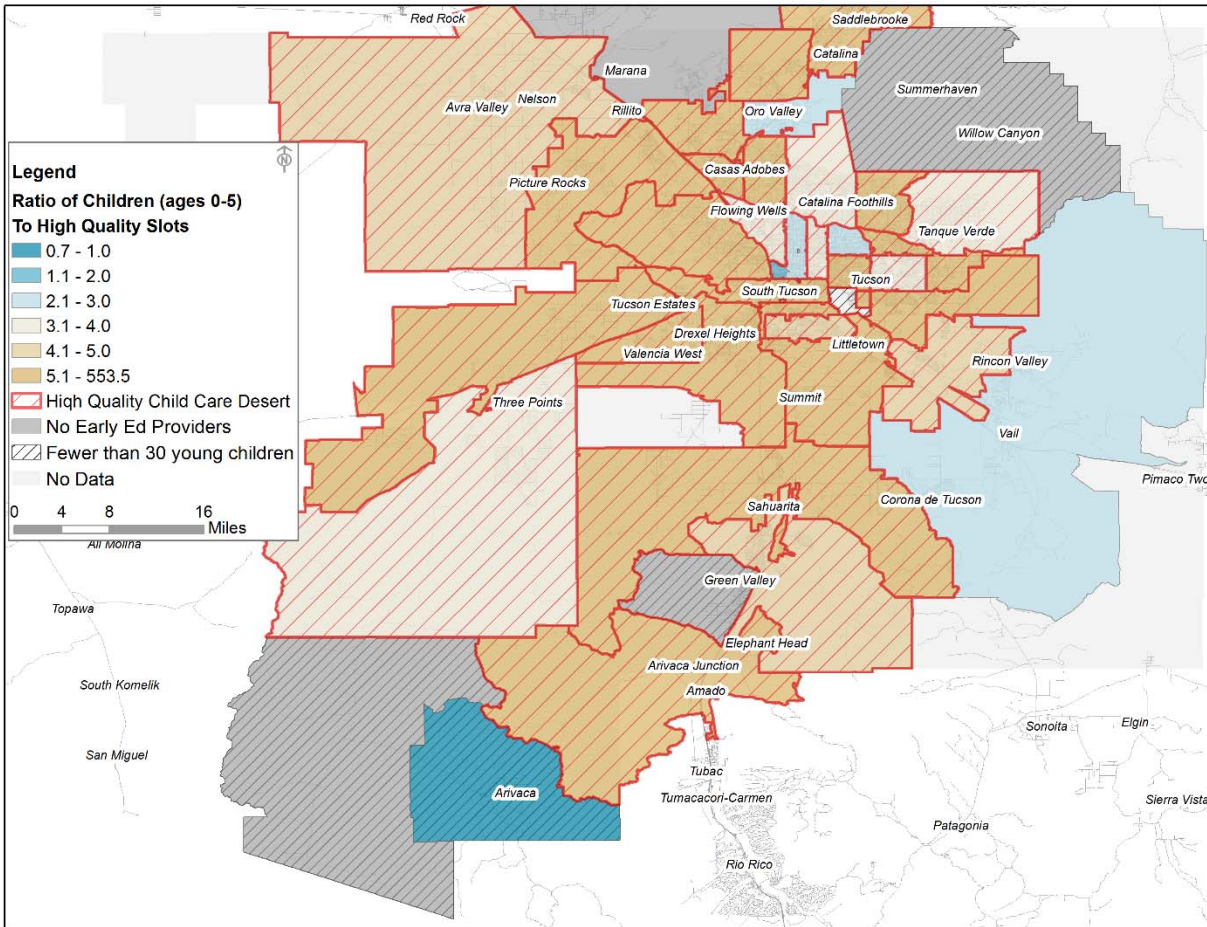 Red Rock
Saddlebrooke
Catalina
Marana
Summerhaven
Nelson
Avra Valley
Rillito
Oro Valley
Willow Canyon
N
Legend
Ratio of Children (ages 0-5)
To High Quality Slots
0.7 - 1.0
1.1 - 2.0
2.1 - 3.0
3.1 - 4.0
4.1 - 5.0
5.1 - 553.5
High Quality Child Care Desert
No Early Ed Providers
Fewer than 30 young children
No Data
0 4 8 16
Miles
Casas Adobes
Picture Rocks
Catalina Foothills
Flowing Wells
Tanque Verde
Tucson
South Tucson
Tucson Estates
Drexel Heights
Littletown
Valencia West
Rincon Valley
Three Points
Summit
Vail
Pimaco Two
Corona de Tucson
Sahuarita
Ali Molina
Green Valley
Topawa
Elephant Head
Arivaca Junction
South Komelik
Amado
Sonoita
Elgin
San Miguel
Tubac
Arivaca
Tumacacori-Carmen
Sierra Vista
Patagonia
Rio Rico